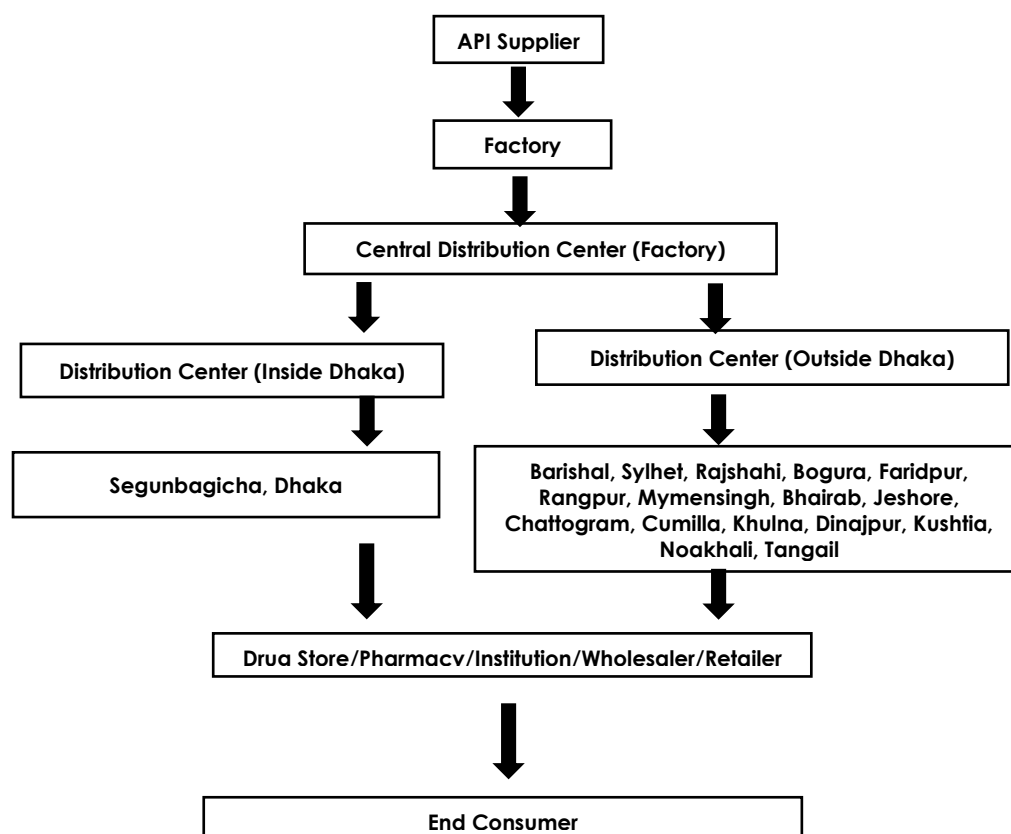 API Supplier
Factory
Central Distribution Center (Factory)
Distribution Center (Inside Dhaka)
Distribution Center (Outside Dhaka)
Segunbagicha, Dhaka
Barishal, Sylhet, Rajshahi, Bogura, Faridpur,
Rangpur, Mymensingh, Bhairab, Jeshore,
Chattogram, Cumilla, Khulna, Dinajpur, Kushtia,
Noakhali, Tangail
Drua Store/Pharmacv/Institution/Wholesaler/Retailer
End Consumer